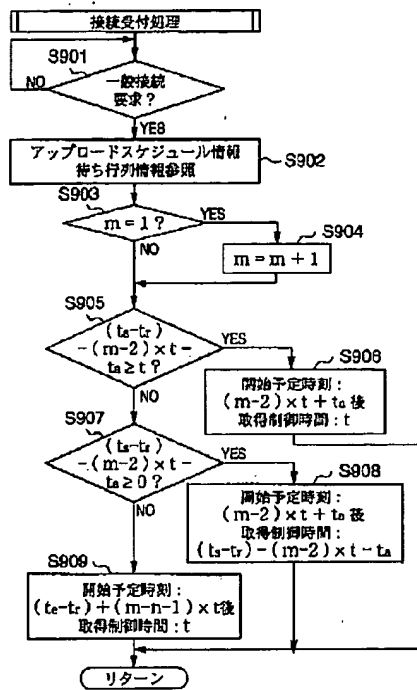 接続受付処理
S901
NO
一般接続
要求?
YES
アップロードスケジュール情報
待ち行列情報参照
S902
S903
m=1?
YES
NO
S904
m=m+1
S905
(ts-tr)
-(m-2)×t-
ta≥t?
YES
NO
S906
開始予定時刻:
(m-2)×t+ta後
取得制御時間:t
S907
(ts-tr)
-(m-2)×t-
ta≥0?
YES
NO
S908
開始予定時刻:
(m-2)×t+ta後
取得制御時間:
(ts-tr)-(m-2)×t-ta
S909
開始予定時刻:
(te-tr)+(m-n-1)×t後
取得制御時間:t
リターン